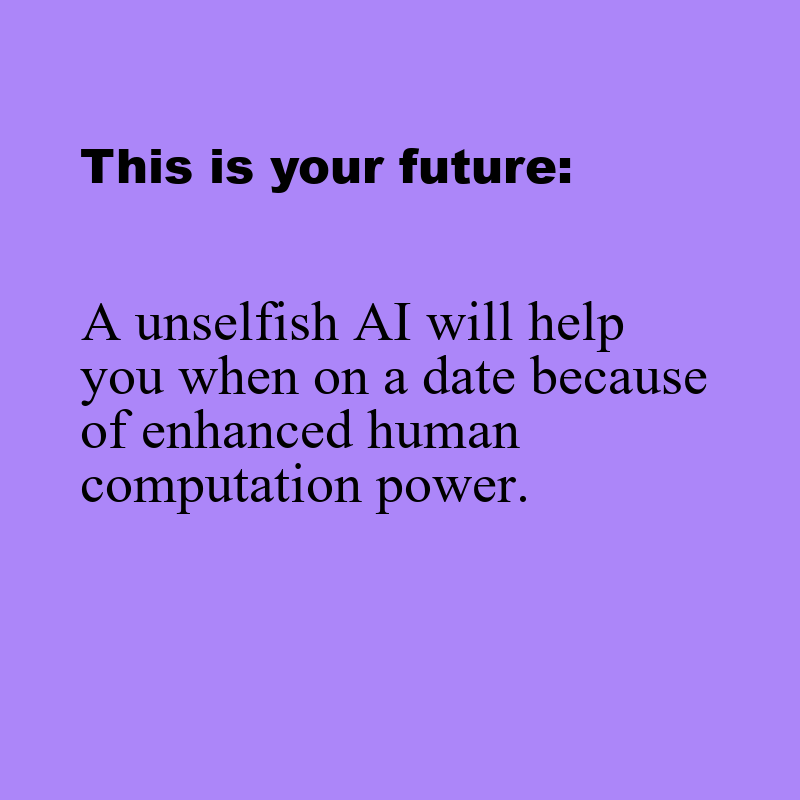 This is your future:
A unselfish AI will help
you when on a date because
of enhanced human
computation power.